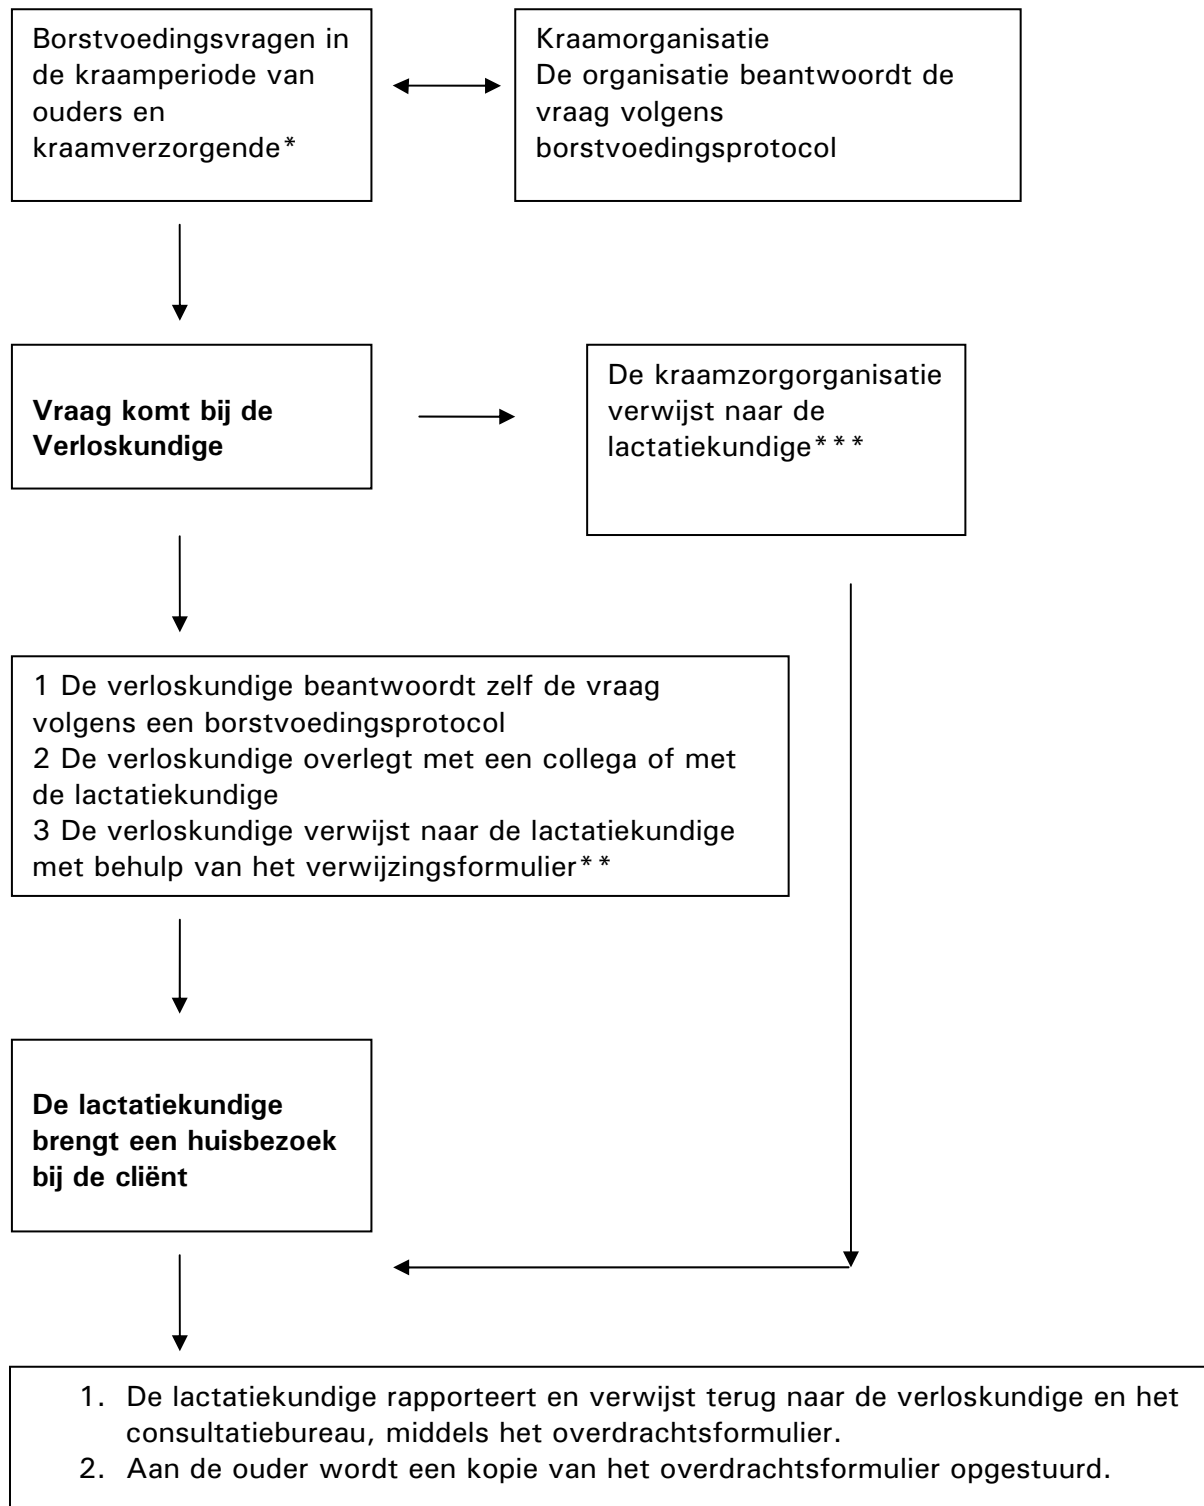 Borstvoedingsvragen in
de kraamperiode van
ouders en
kraamverzorgende*
Kraamorganisatie
De organisatie beantwoordt de
vraag volgens
borstvoedingsprotocol
Vraag komt bij de
Verloskundige
De kraamzorgorganisatie
verwijst naar de
lactatiekundige***
1 De verloskundige beantwoordt zelf de vraag
volgens een borstvoedingsprotocol
2 De verloskundige overlegt met een collega of met
de lactatiekundige
3 De verloskundige verwijst naar de lactatiekundige
met behulp van het verwijzingsformulier**
De lactatiekundige
brengt een huisbezoek
bij de cliënt
1. De lactatiekundige rapporteert en verwijst terug naar de verloskundige en het
consultatiebureau, middels het overdrachtsformulier.
2. Aan de ouder wordt een kopie van het overdrachtsformulier opgestuurd.